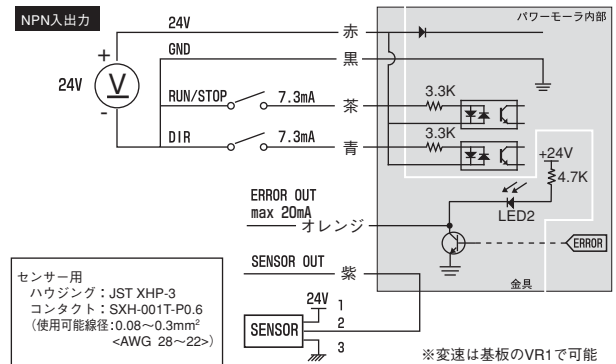 NPN入出力
パワーモーラ内部
24V
赤
GND
黒
+
24V
V
-
RUN/STOP
7.3mA
茶
3.3K
DIR
7.3mA
青
3.3K
+24V
4.7K
LED2
ERROR OUT
max 20mA
オレンジ
ERROR
SENSOR OUT
紫
金具
センサー用
ハウジング：JST XHP-3
コンタクト：SXH-001T-P0.6
（使用可能線径：0.08～0.3mm²
<AWG 28～22>）
24V
1
SENSOR
2
3
※変速は基板のVR1で可能